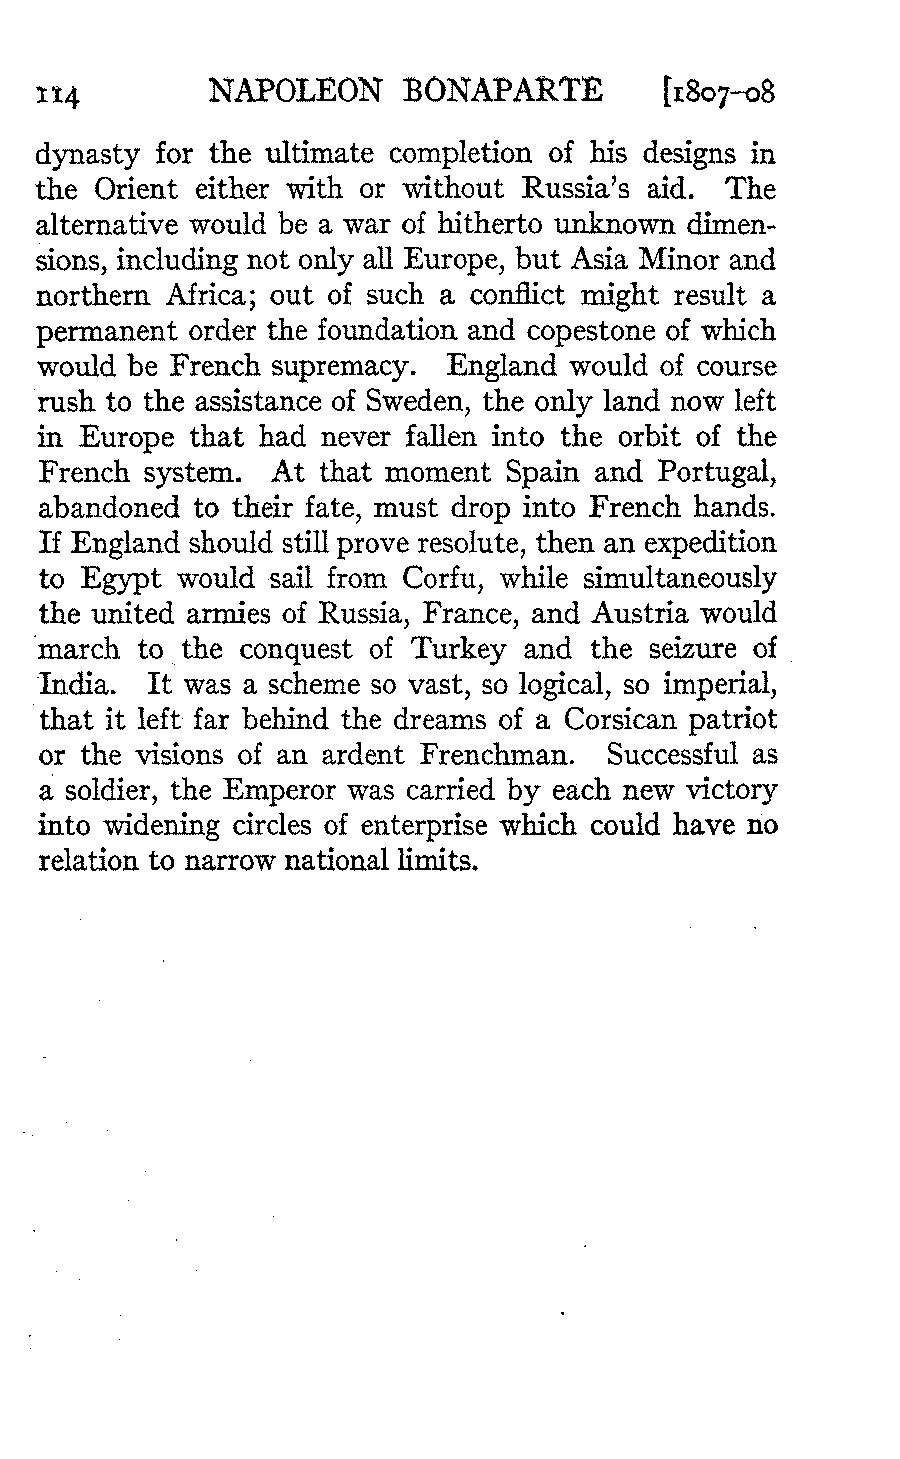 114 NAPOLEON BONAPARTE [1807–08
dynasty for the ultimate completion of his designs in
the Orient either with or without Russia's aid. The
alternative would be a war of hitherto unknown dimen-
sions, including not only all Europe, but Asia Minor and
northern Africa; out of such a conflict might result a
permanent order the foundation and copestone of which
would be French supremacy. England would of course
rush to the assistance of Sweden, the only land now left
in Europe that had never fallen into the orbit of the
French system. At that moment Spain and Portugal,
abandoned to their fate, must drop into French hands.
If England should still prove resolute, then an expedition
to Egypt would sail from Corfu, while simultaneously
the united armies of Russia, France, and Austria would
march to the conquest of Turkey and the seizure of
India. It was a scheme so vast, so logical, so imperial,
that it left far behind the dreams of a Corsican patriot
or the visions of an ardent Frenchman. Successful as
a soldier, the Emperor was carried by each new victory
into widening circles of enterprise which could have no
relation to narrow national limits.